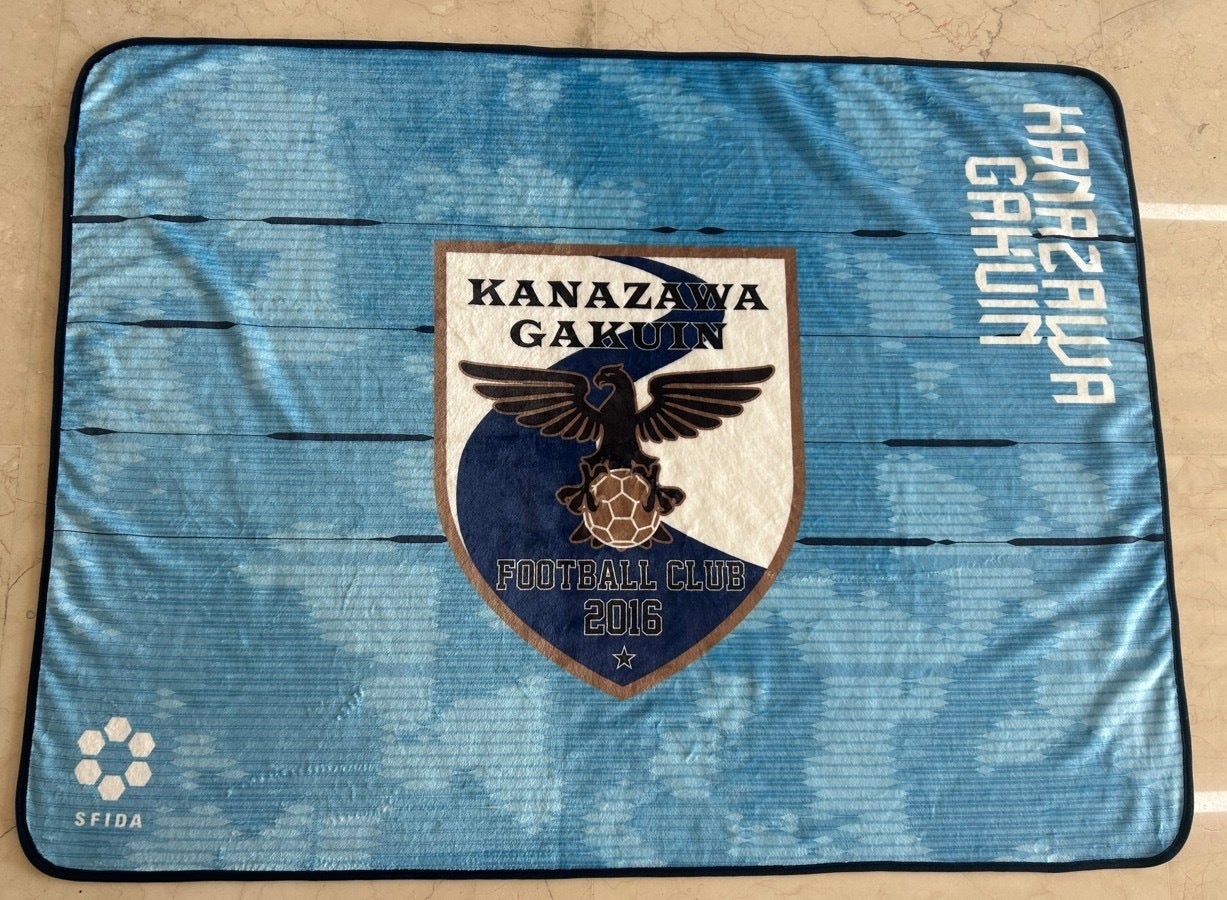 KANAZAWA
GAKUIN
FOOTBALL CLUB
2016
KANAZAWA
GAKUIN
SFIDA